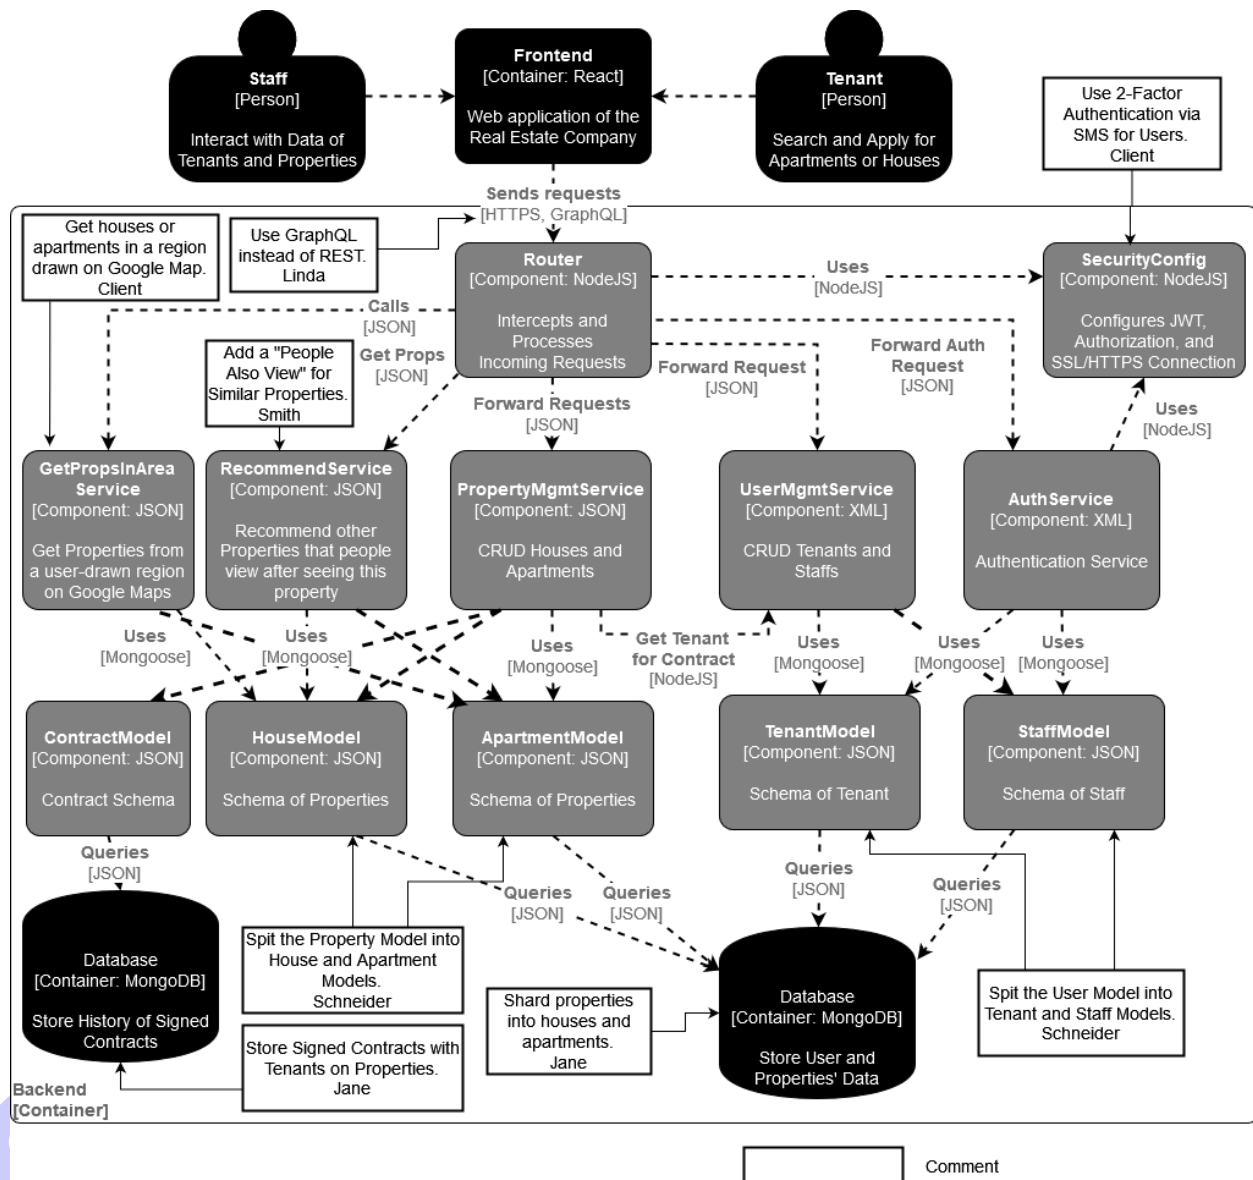 Staff
[Person]
Interact with Data of
Tenants and Properties
Frontend
[Container: React]
Web application of the
Real Estate Company
Tenant
[Person]
Search and Apply for
Apartments or Houses
Use 2-Factor
Authentication via
SMS for Users.
Client
Sends requests
[HTTPS, GraphQL]
Get houses or
apartments in a region
drawn on Google Map.
Client
Use GraphQL
instead of REST.
Linda
Router
[Component: NodeJS]
Intercepts and
Processes
Incoming Requests
Uses
[NodeJS]
SecurityConfig
[Component: NodeJS]
Configures JWT,
Authorization, and
SSL/HTTPS Connection
Calls
[JSON]
Get Props
[JSON]
Add a "People
Also View" for
Similar Properties.
Smith
Forward Requests
[JSON]
Forward Request
[JSON]
Forward Auth
Request
[JSON]
Uses
[NodeJS]
GetPropsInArea
Service
[Component: JSON]
Get Properties from
a user-drawn region
on Google Maps
RecommendService
[Component: JSON]
Recommend other
Properties that people
view after seeing this
property
PropertyMgmtService
[Component: JSON]
CRUD Houses and
Apartments
UserMgmtService
[Component: XML]
CRUD Tenants and
Staffs
AuthService
[Component: XML]
Authentication Service
Uses
[Mongoose]
Uses
[Mongoose]
Uses
[Mongoose]
Get Tenant
for Contract
[NodeJS]
Uses
[Mongoose]
Uses
[Mongoose]
Uses
[Mongoose]
ContractModel
[Component: JSON]
Contract Schema
HouseModel
[Component: JSON]
Schema of Properties
ApartmentModel
[Component: JSON]
Schema of Properties
TenantModel
[Component: JSON]
Schema of Tenant
StaffModel
[Component: JSON]
Schema of Staff
Queries
[JSON]
Queries
[JSON]
Queries
[JSON]
Queries
[JSON]
Queries
[JSON]
Database
[Container: MongoDB]
Store History of Signed
Contracts
Spit the Property Model into
House and Apartment
Models.
Schneider
Store Signed Contracts with
Tenants on Properties.
Jane
Shard properties
into houses and
apartments.
Jane
Database
[Container: MongoDB]
Store User and
Properties' Data
Spit the User Model into
Tenant and Staff Models.
Schneider
Backend
[Container]
Comment